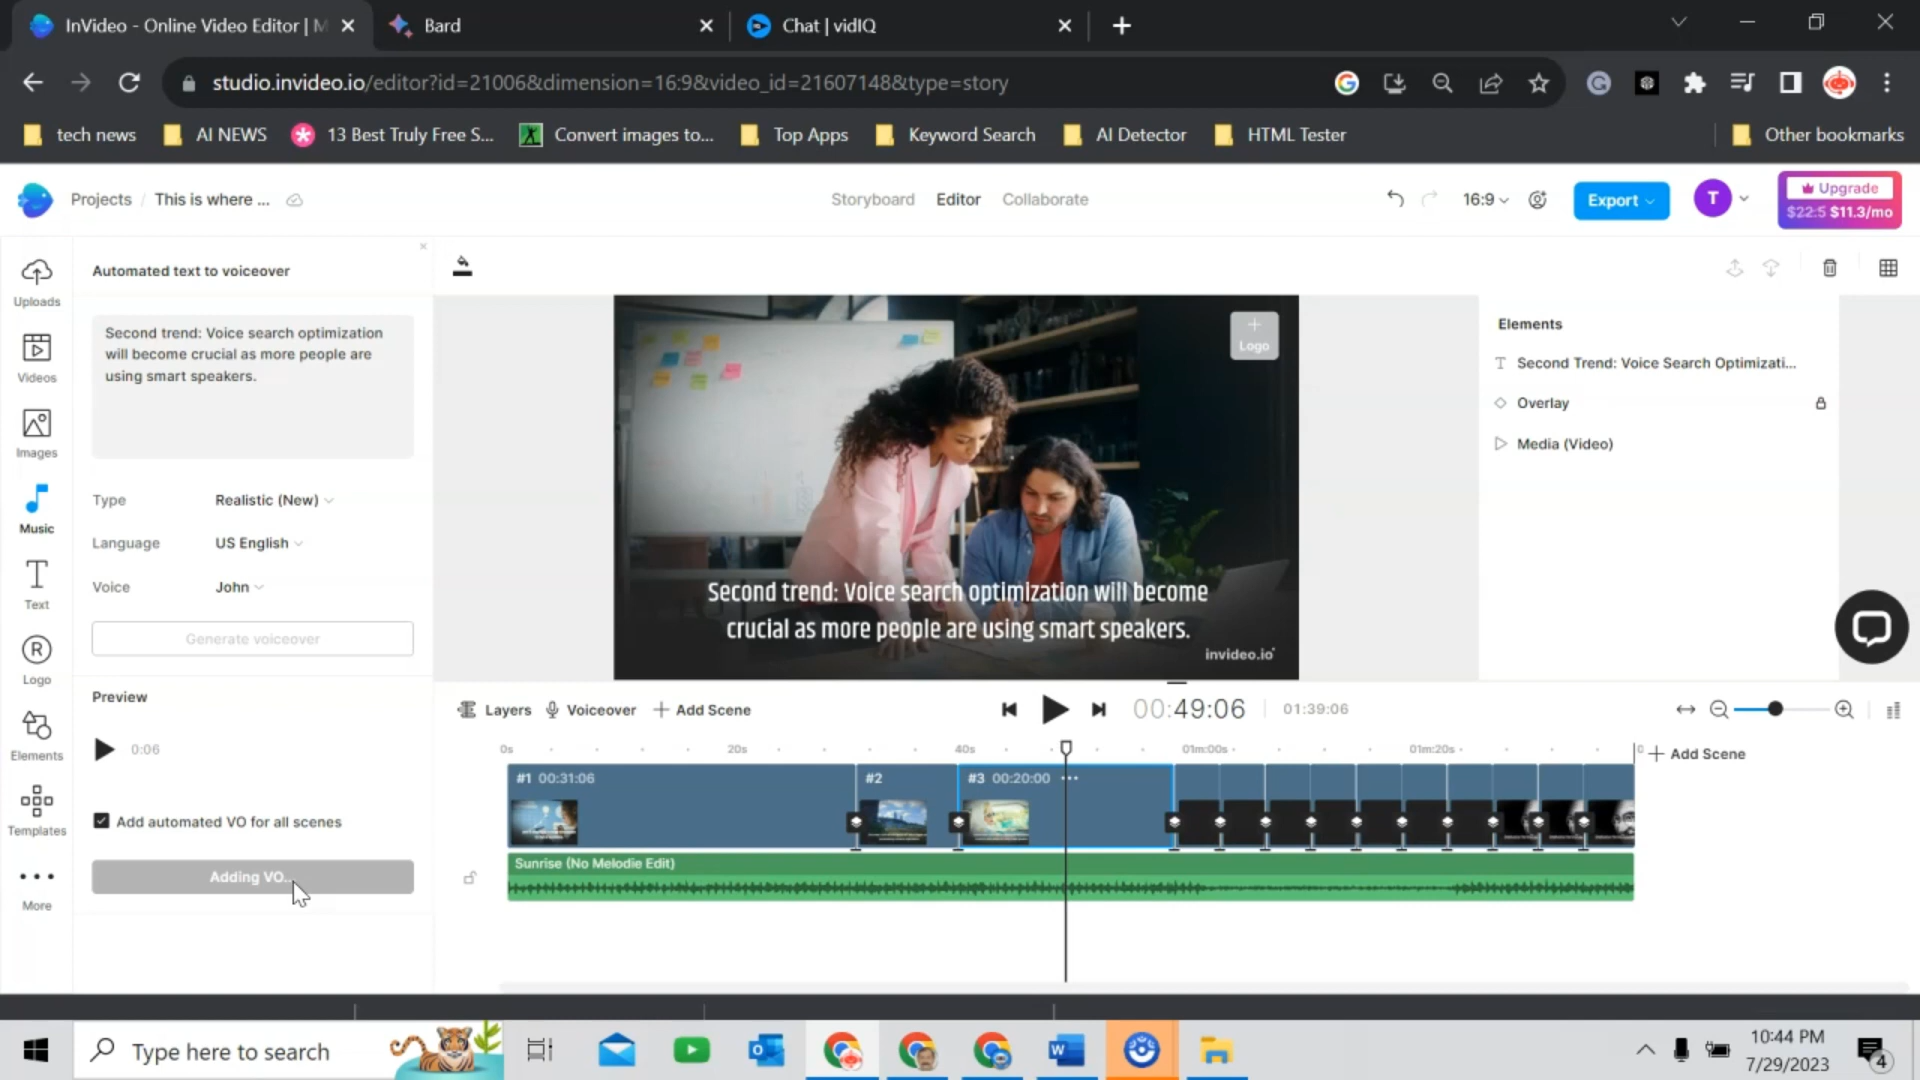 InVideo - Online Video Editor | M
Bard
Chat | vidIQ
studio.invideo.io/editor?id=21006&dimension=16:9&video_id=21607148&type=story
tech news
AI NEWS
13 Best Truly Free S...
Convert images to...
Top Apps
Keyword Search
AI Detector
HTML Tester
Other bookmarks
Projects / This is where ...
Storyboard
Editor
Collaborate
16:9
Export
T
Upgrade
$22.5 $11.3/mo
Uploads
Videos
Images
Music
Text
Logo
Elements
Templates
More
Automated text to voiceover
Second trend: Voice search optimization
will become crucial as more people are
using smart speakers.
Type
Realistic (New)
Language
US English
Voice
John
Generate voiceover
Preview
0:06
Add automated VO for all scenes
Adding VO...
Logo
Second trend: Voice search optimization will become
crucial as more people are using smart speakers.
invideo.io
Elements
Second Trend: Voice Search Optimizati...
Overlay
Media (Video)
Layers
Voiceover
Add Scene
00:49:06
01:39:06
0s
20s
40s
01m:00s
01m:20s
Add Scene
#1 00:31:06
#2
#3 00:20:00
Sunrise (No Melodie Edit)
Type here to search
10:44 PM
7/29/2023
4